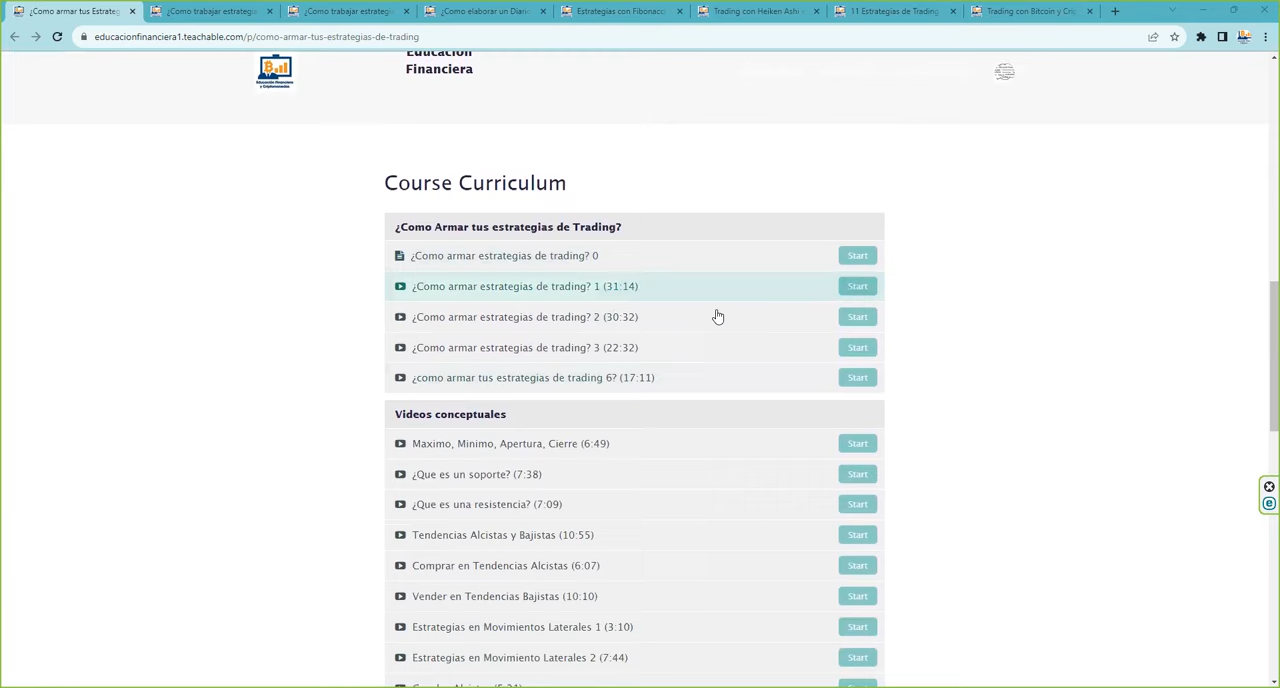 ¿Como armar tus Estrateg
¿Como trabajar estrategi
¿Como trabajar estrategi
¿Como elaborar un Diari
Estrategias con Fibonacc
Trading con Heiken Ashi
11 Estrategias de Trading
Trading con Bitcoin y Crip
educacionfinanciera1.teachable.com/p/como-armar-tus-estrategias-de-trading
Educación
Financiera
Course Curriculum
¿Como Armar tus estrategias de Trading?
¿Como armar estrategias de trading? 0 Start
¿Como armar estrategias de trading? 1 (31:14) Start
¿Como armar estrategias de trading? 2 (30:32) Start
¿Como armar estrategias de trading? 3 (22:32) Start
¿como armar tus estrategias de trading 6? (17:11) Start
Videos conceptuales
Maximo, Minimo, Apertura, Cierre (6:49) Start
¿Que es un soporte? (7:38) Start
¿Que es una resistencia? (7:09) Start
Tendencias Alcistas y Bajistas (10:55) Start
Comprar en Tendencias Alcistas (6:07) Start
Vender en Tendencias Bajistas (10:10) Start
Estrategias en Movimientos Laterales 1 (3:10) Start
Estrategias en Movimiento Laterales 2 (7:44) Start